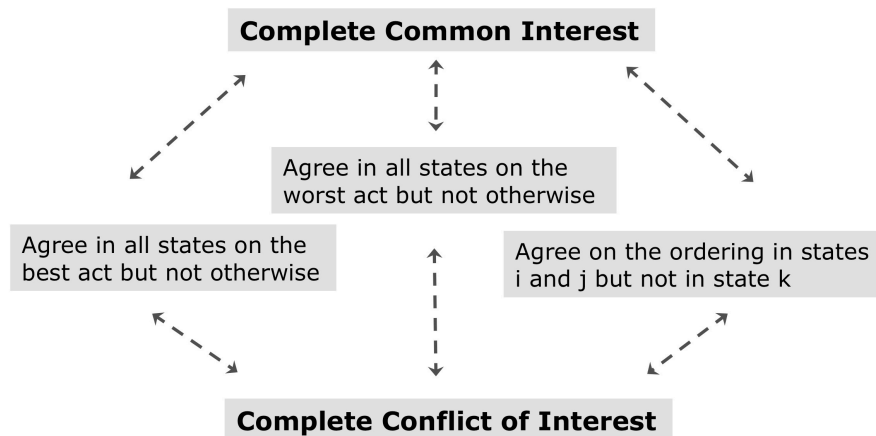 Complete Common Interest
Agree in all states on the
worst act but not otherwise
Agree in all states on the
best act but not otherwise
Agree on the ordering in states
i and j but not in state k
Complete Conflict of Interest